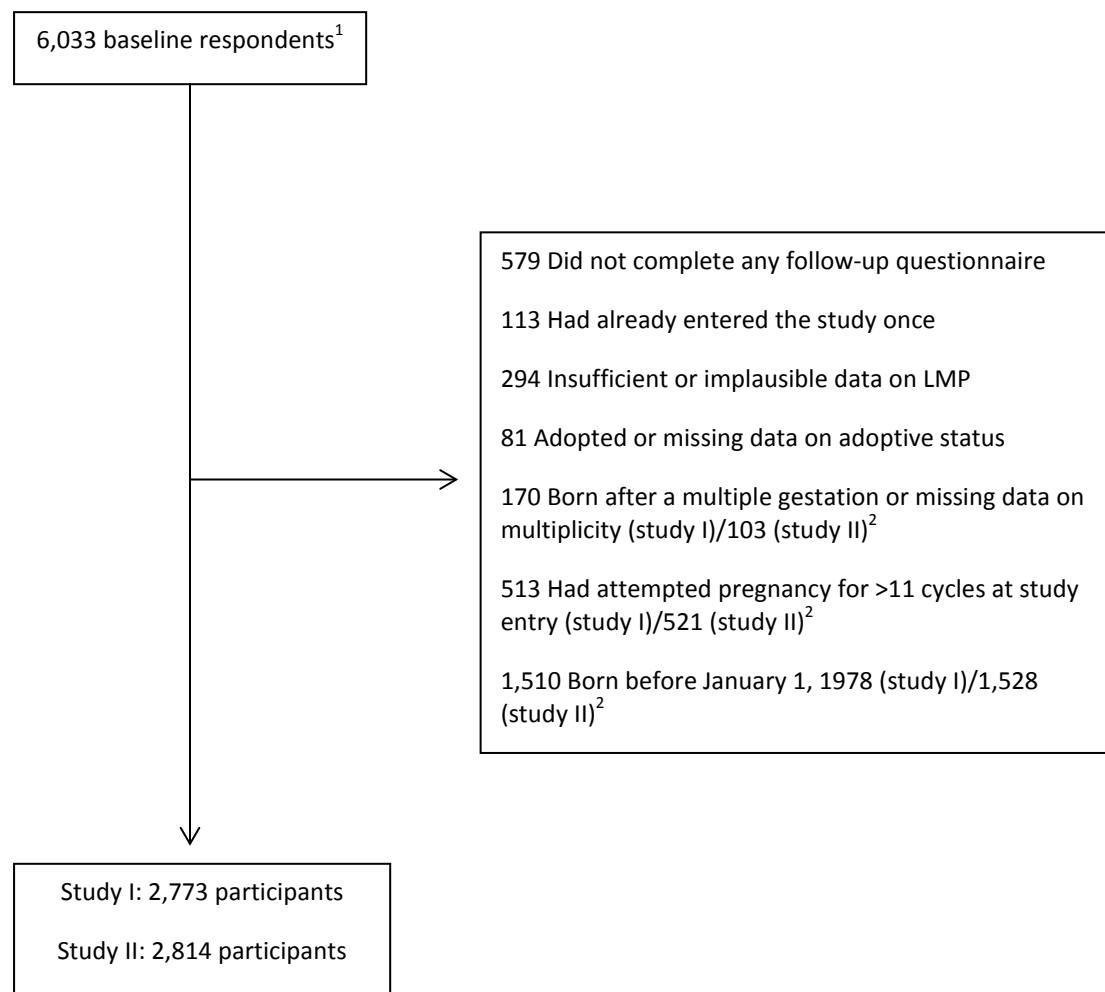 6,033 baseline respondents1
579 Did not complete any follow-up questionnaire
113 Had already entered the study once
294 Insufficient or implausible data on LMP
81 Adopted or missing data on adoptive status
170 Born after a multiple gestation or missing data on
multiplicity (study I)/103 (study II)2
513 Had attempted pregnancy for >11 cycles at study
entry (study I)/521 (study II)2
1,510 Born before January 1, 1978 (study I)/1,528
(study II)2
Study I: 2,773 participants
Study II: 2,814 participants